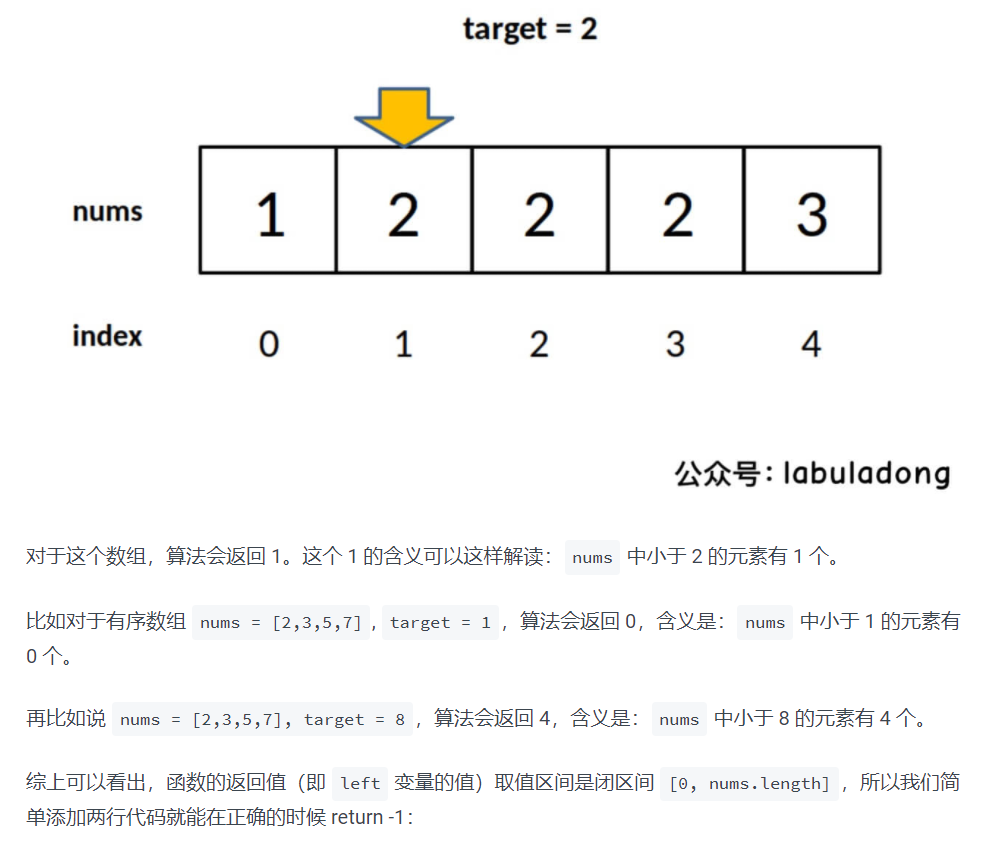 target = 2
nums 1 2 2 2 3
index 0 1 2 3 4
公众号：labuladong
对于这个数组，算法会返回 1。这个 1 的含义可以这样解读： nums 中小于 2 的元素有 1 个。
比如对于有序数组 nums = [2,3,5,7] , target = 1 ，算法会返回 0，含义是： nums 中小于 1 的元素有
0 个。
再比如说 nums = [2,3,5,7], target = 8 ，算法会返回 4，含义是： nums 中小于 8 的元素有 4 个。
综上可以看出，函数的返回值（即 left 变量的值）取值区间是闭区间 [0, nums.length] ，所以我们简
单添加两行代码就能在正确的时候 return -1：